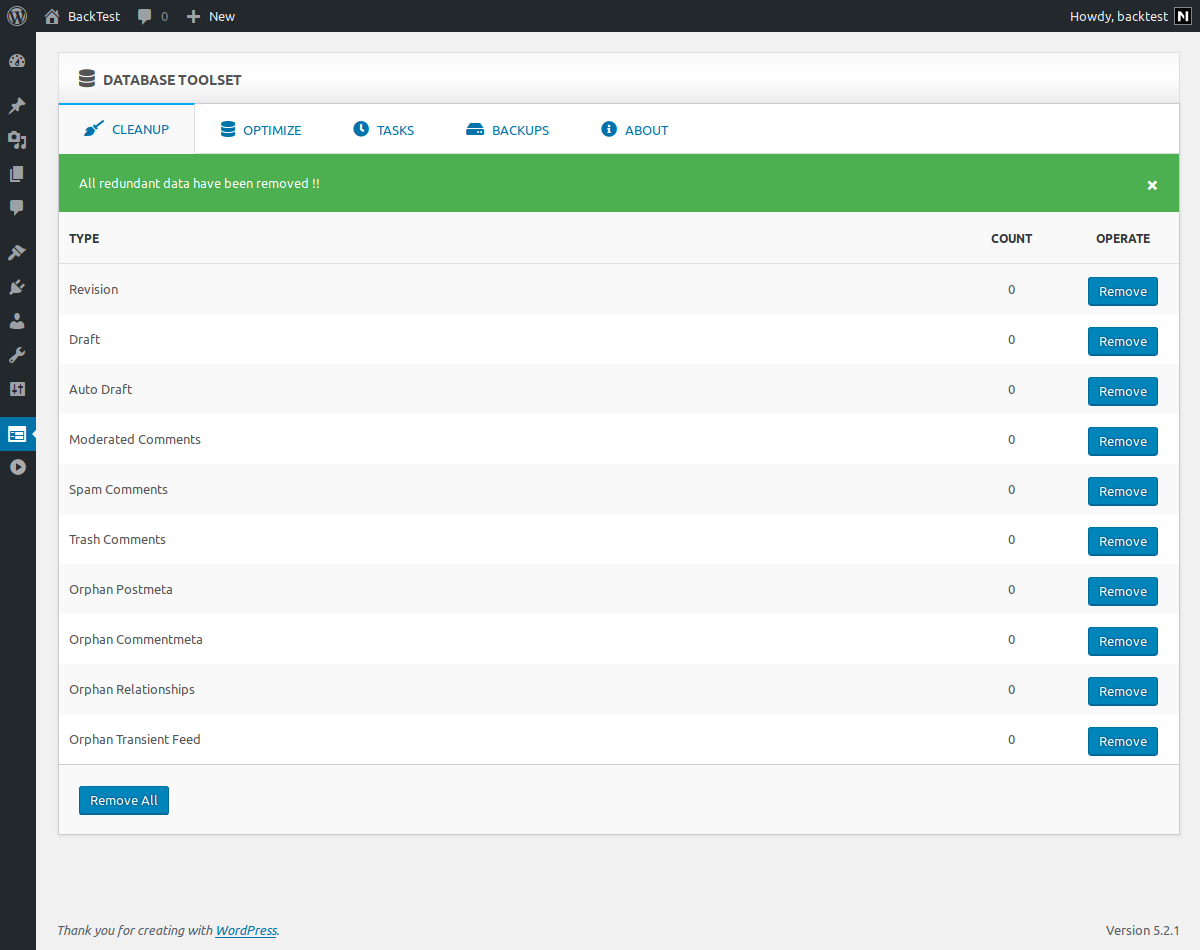 BackTest 0 New Howdy, backtest
DATABASE TOOLSET
CLEANUP OPTIMIZE TASKS BACKUPS ABOUT
All redundant data have been removed !!
TYPE COUNT OPERATE
Revision 0 Remove
Draft 0 Remove
Auto Draft 0 Remove
Moderated Comments 0 Remove
Spam Comments 0 Remove
Trash Comments 0 Remove
Orphan Postmeta 0 Remove
Orphan Commentmeta 0 Remove
Orphan Relationships 0 Remove
Orphan Transient Feed 0 Remove
Remove All
Thank you for creating with WordPress. Version 5.2.1